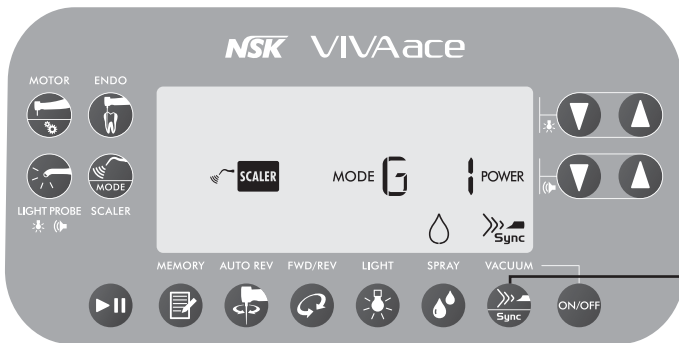 NSK VIVAace
MOTOR ENDO
MODE
LIGHT PROBE SCALER
SCALER MODE G 1 POWER
Sync
MEMORY AUTO REV FWD/REV LIGHT SPRAY VACUUM
Sync ON/OFF